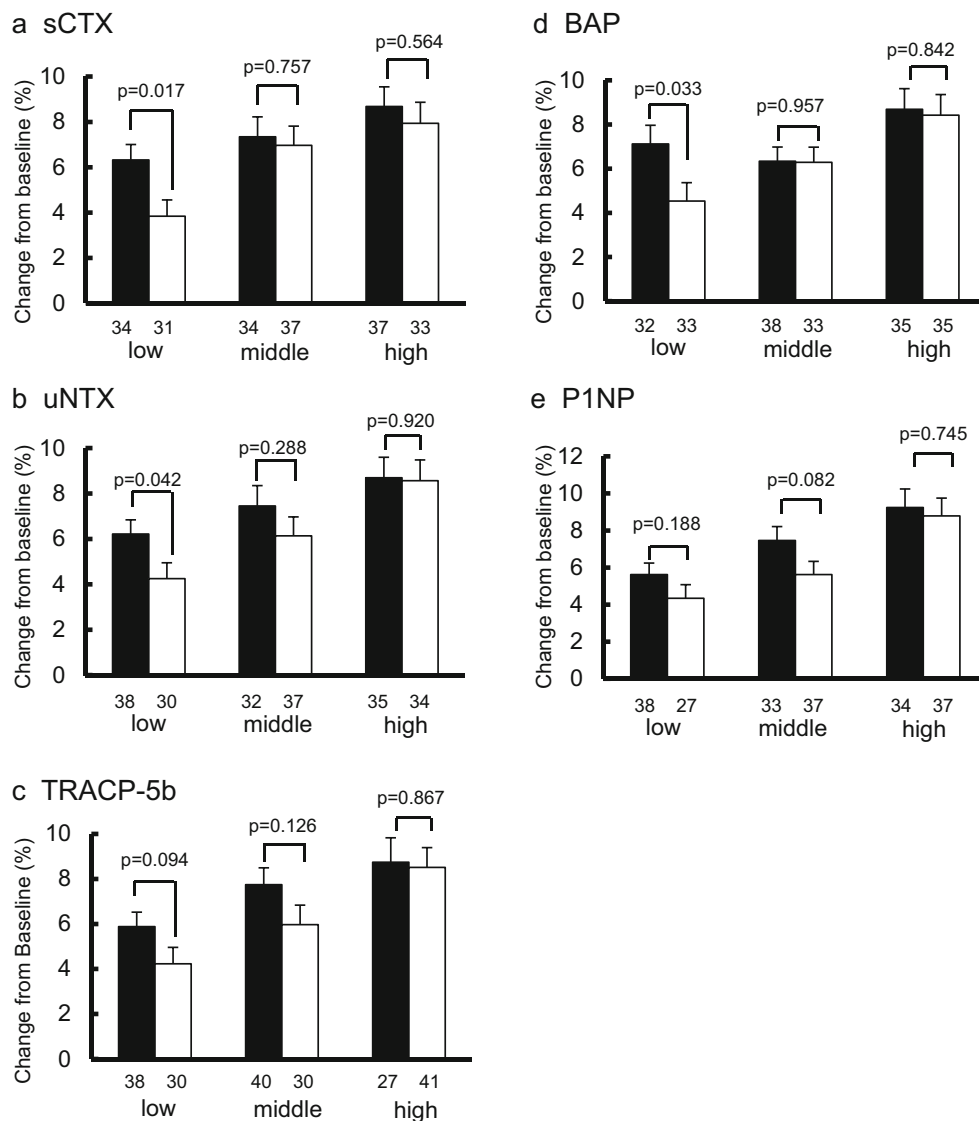 a sCTX
p=0.564
p=0.757
p=0.017
Change from baseline (%)
10
8
6
4
2
0
34 31 34 37 37 33
low middle high
b uNTX
p=0.920
p=0.288
p=0.042
Change from baseline (%)
10
8
6
4
2
0
38 30 32 37 35 34
low middle high
c TRACP-5b
p=0.867
p=0.126
p=0.094
Change from Baseline (%)
10
8
6
4
2
0
38 30 40 30 27 41
low middle high
d BAP
p=0.842
p=0.033
p=0.957
Change from baseline (%)
10
8
6
4
2
0
32 33 38 33 35 35
low middle high
e P1NP
p=0.745
p=0.082
p=0.188
Change from baseline (%)
12
10
8
6
4
2
0
38 27 33 37 34 37
low middle high